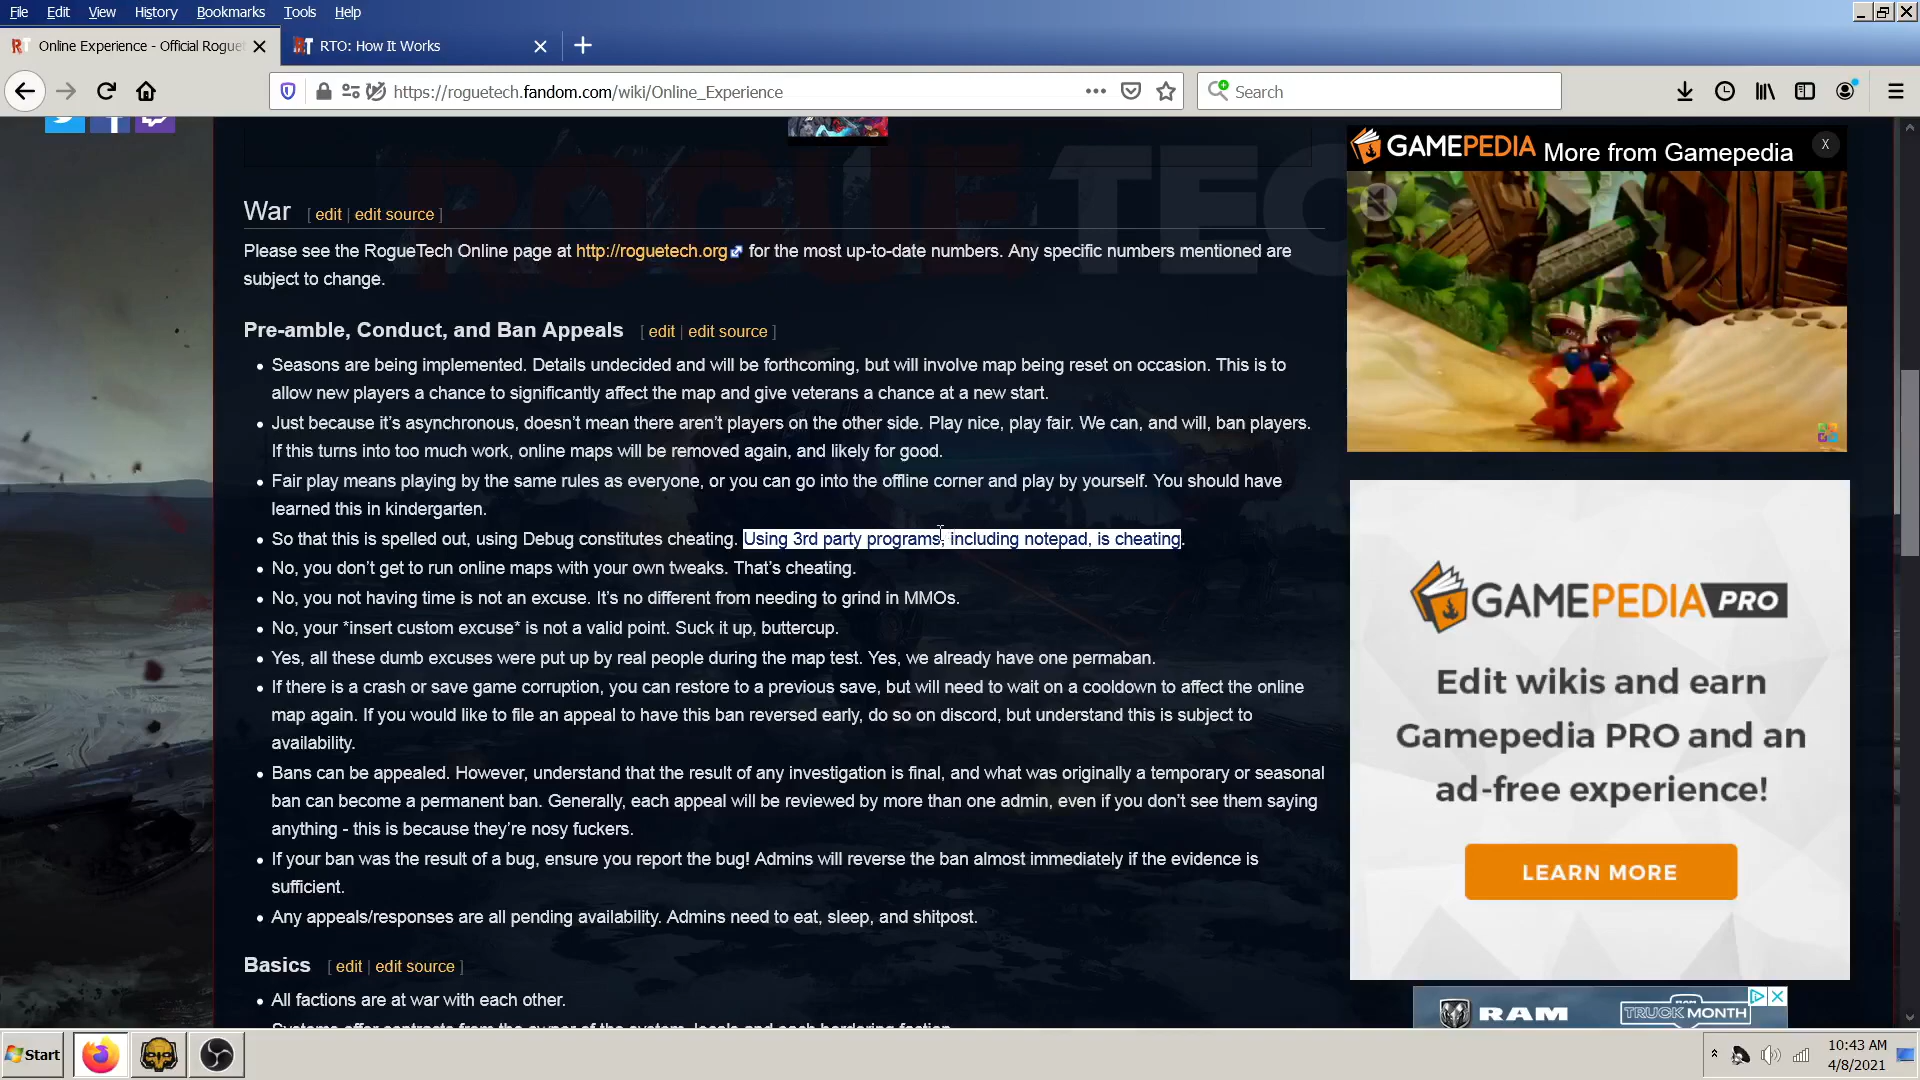 File Edit View History Bookmarks Tools Help
Online Experience - Official Roguet
RTO: How It Works
https://roguetech.fandom.com/wiki/Online_Experience
Search
GAMEPEDIA More from Gamepedia
X
ROGUETEC
War [ edit | edit source ]
Please see the RogueTech Online page at http://roguetech.org for the most up-to-date numbers. Any specific numbers mentioned are
subject to change.
Pre-amble, Conduct, and Ban Appeals [ edit | edit source ]
• Seasons are being implemented. Details undecided and will be forthcoming, but will involve map being reset on occasion. This is to
allow new players a chance to significantly affect the map and give veterans a chance at a new start.
• Just because it’s asynchronous, doesn’t mean there aren’t players on the other side. Play nice, play fair. We can, and will, ban players.
If this turns into too much work, online maps will be removed again, and likely for good.
• Fair play means playing by the same rules as everyone, or you can go into the offline corner and play by yourself. You should have
learned this in kindergarten.
• So that this is spelled out, using Debug constitutes cheating. Using 3rd party programs, including notepad, is cheating.
• No, you don’t get to run online maps with your own tweaks. That’s cheating.
• No, you not having time is not an excuse. It’s no different from needing to grind in MMOs.
• No, your *insert custom excuse* is not a valid point. Suck it up, buttercup.
• Yes, all these dumb excuses were put up by real people during the map test. Yes, we already have one permaban.
• If there is a crash or save game corruption, you can restore to a previous save, but will need to wait on a cooldown to affect the online
map again. If you would like to file an appeal to have this ban reversed early, do so on discord, but understand this is subject to
availability.
• Bans can be appealed. However, understand that the result of any investigation is final, and what was originally a temporary or seasonal
ban can become a permanent ban. Generally, each appeal will be reviewed by more than one admin, even if you don’t see them saying
anything - this is because they’re nosy fuckers.
• If your ban was the result of a bug, ensure you report the bug! Admins will reverse the ban almost immediately if the evidence is
sufficient.
• Any appeals/responses are all pending availability. Admins need to eat, sleep, and shitpost.
Basics [ edit | edit source ]
• All factions are at war with each other.
• Systems offer contracts from the owner of the system, locals and each bordering faction
GAMEPEDIA PRO
Edit wikis and earn
Gamepedia PRO and an
ad-free experience!
LEARN MORE
RAM
TRUCK MONTH
Start
10:43 AM
4/8/2021